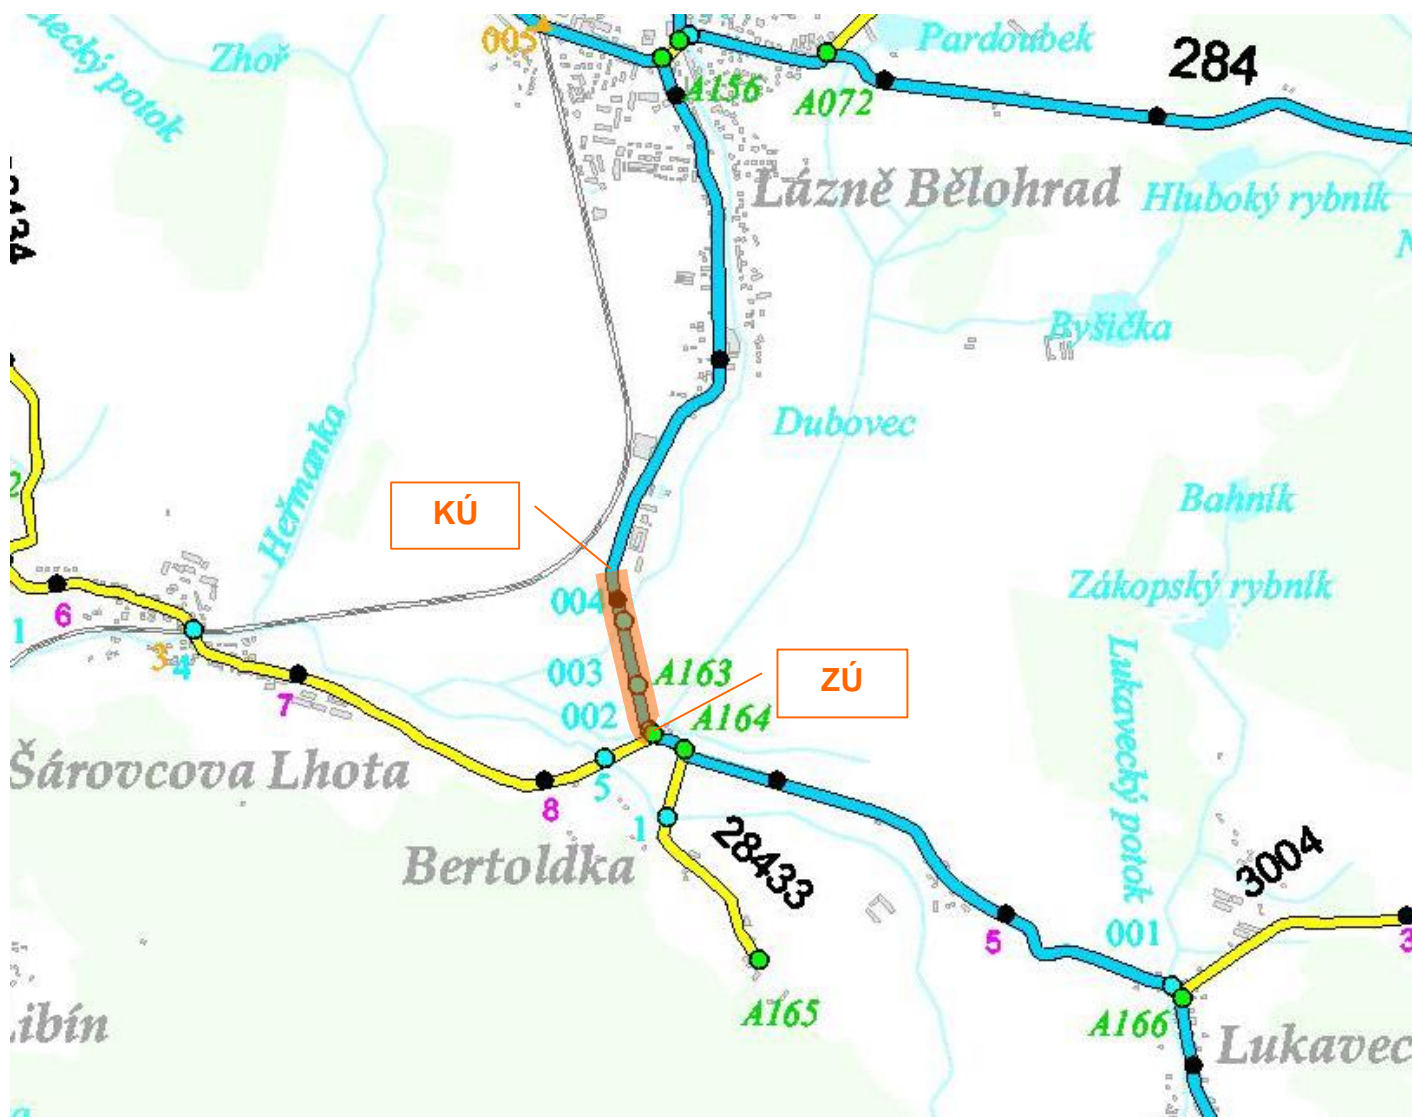 005
Zhoř
Pardoubek
284
A156
A072
potok
Lázně Bělohrad
Hluboký rybník
Byšička
Dubovec
Heřmanka
KÚ
Bahník
Zákopský rybník
004
6
1
3
4
003
A163
ZÚ
7
002
A164
Lukavecký potok
Šárovcova Lhota
8
5
1
Bertoldka
28433
3004
5
001
3
A165
A166
Lukavec